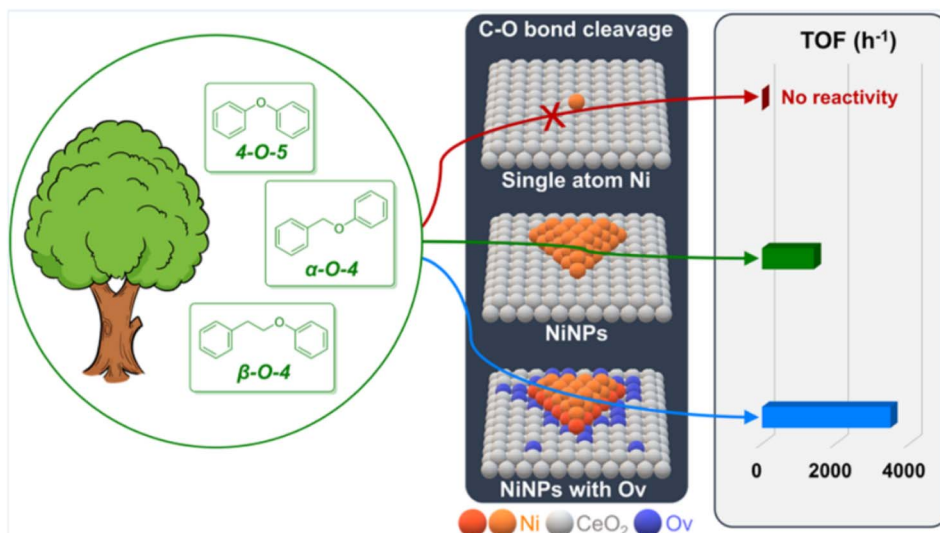 4-O-5
α-O-4
β-O-4
C-O bond cleavage
Single atom Ni
NiNPs
NiNPs with Ov
Ni CeO₂ Ov
TOF (h⁻¹)
No reactivity
0 2000 4000